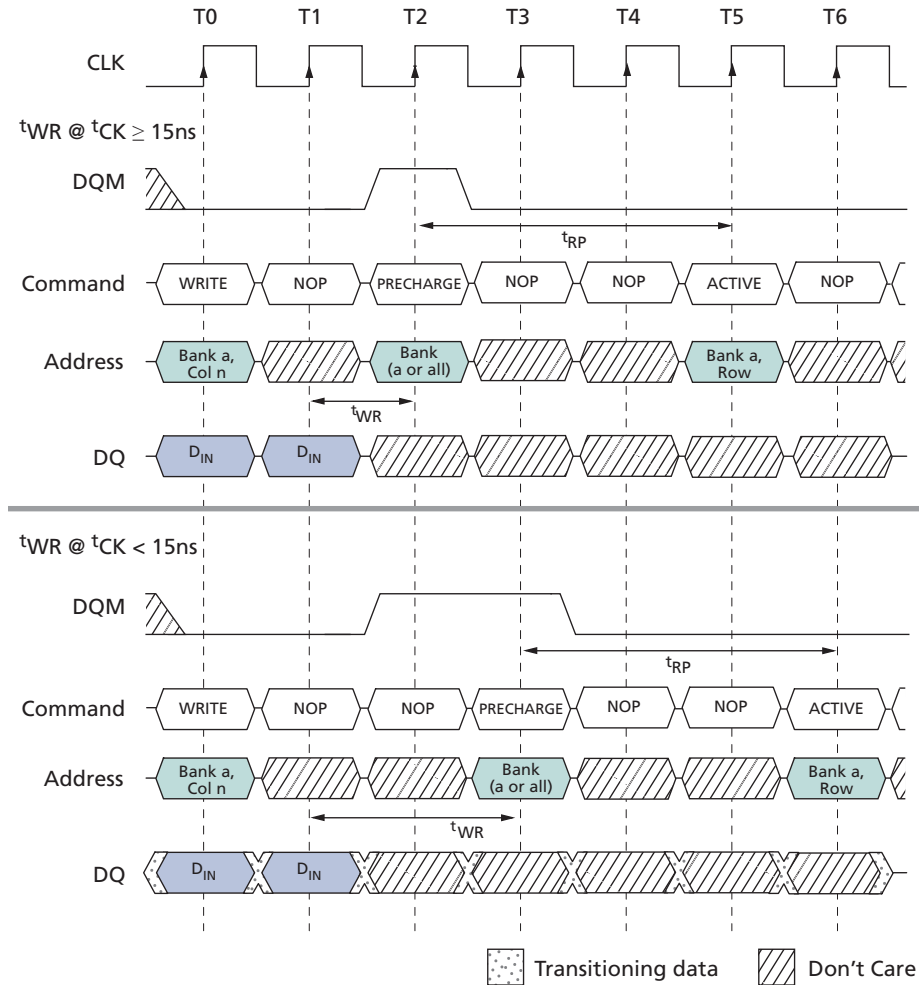 T0 T1 T2 T3 T4 T5 T6
CLK
tWR @ tCK ≥ 15ns
DQM
tRP
Command WRITE NOP PRECHARGE NOP NOP ACTIVE NOP
Address Bank a, Col n Bank (a or all) Bank a, Row
tWR
DQ DIN DIN
tWR @ tCK < 15ns
DQM
tRP
Command WRITE NOP NOP PRECHARGE NOP NOP ACTIVE
Address Bank a, Col n Bank (a or all) Bank a, Row
tWR
DQ DIN DIN
Transitioning data Don't Care